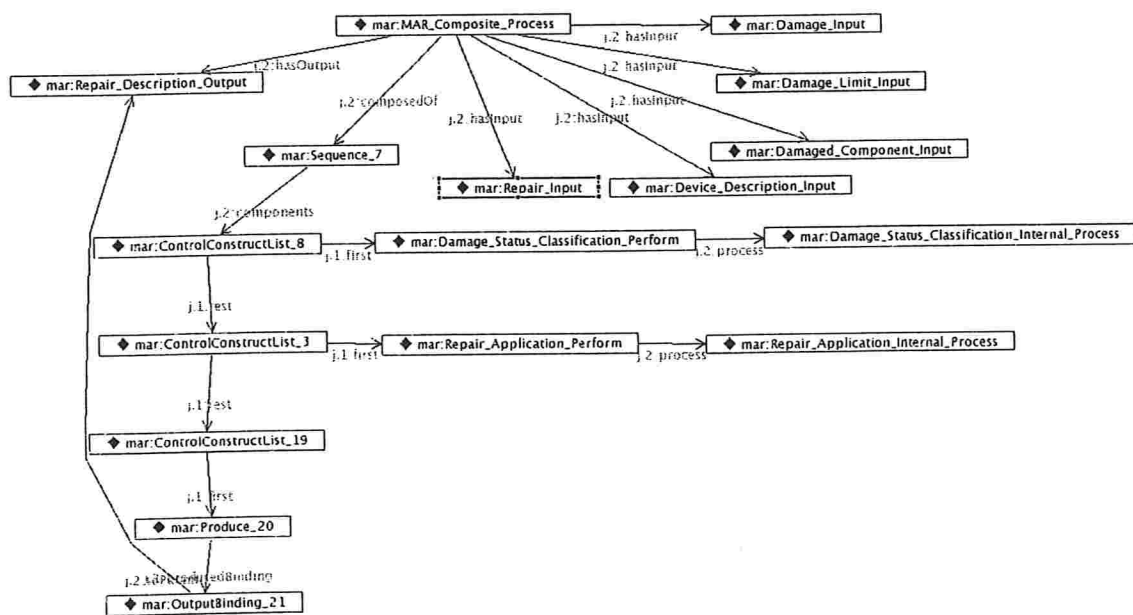 mar:MAR_Composite_Process
mar:Damage_Input
j.2:hasInput
j.2:hasOutput
j.2:hasInput
mar:Repair_Description_Output
mar:Damage_Limit_Input
j.2:hasInput
j.2:composedOf
j.2:hasInput
j.2:hasInput
mar:Sequence_7
mar:Damaged_Component_Input
mar:Repair_Input
mar:Device_Description_Input
j.2:components
mar:ControlConstructList_8
mar:Damage_Status_Classification_Perform
mar:Damage_Status_Classification_Internal_Process
j.1:first
j.2:process
j.1:rest
mar:ControlConstructList_3
mar:Repair_Application_Perform
mar:Repair_Application_Internal_Process
j.1:first
j.2:process
j.1:rest
mar:ControlConstructList_19
j.1:first
mar:Produce_20
mar:OutputBinding_21